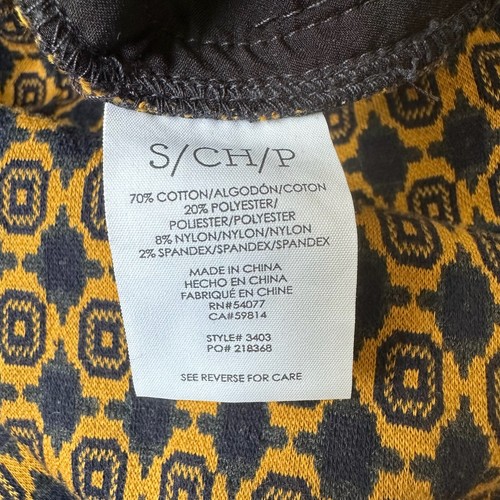 S/CH/P
70% COTTON/ALGODÓN/COTON
20% POLYESTER/
POLIESTER/POLYESTER
8% NYLON/NYLON/NYLON
2% SPANDEX/SPANDEX/SPANDEX
MADE IN CHINA
HECHO EN CHINA
FABRIQUÉ EN CHINE
RN#54077
CA#59814
STYLE# 3403
PO# 218368
SEE REVERSE FOR CARE